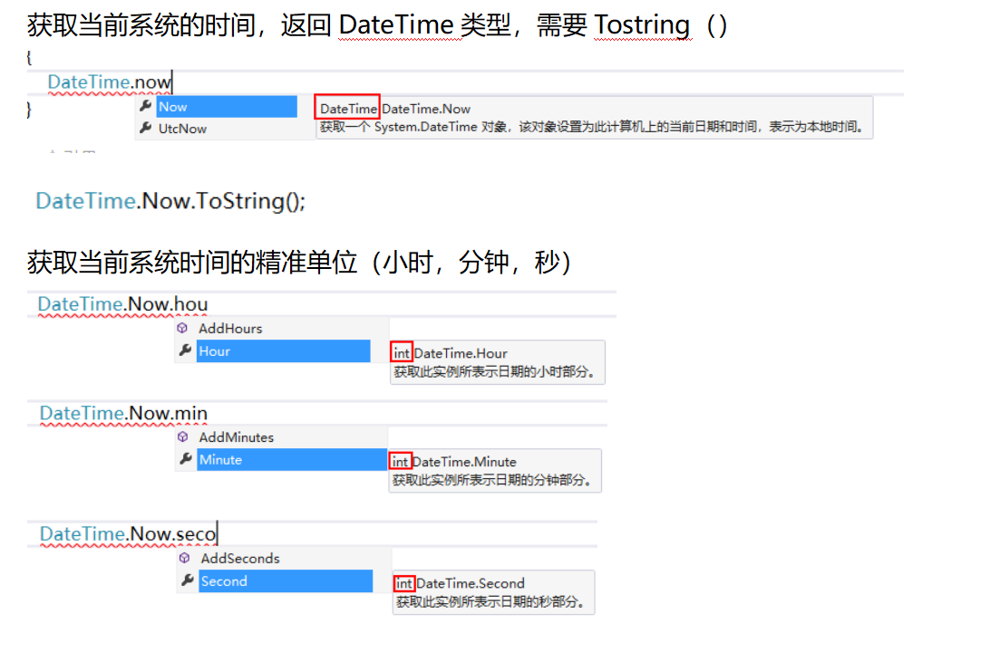 获取当前系统的时间，返回 DateTime 类型，需要 Tostring（）
{
DateTime.now
}
Now
DateTime DateTime.Now
UtcNow
获取一个 System.DateTime 对象，该对象设置为此计算机上的当前日期和时间，表示为本地时间。
DateTime.Now.ToString();
获取当前系统时间的精准单位（小时，分钟，秒）
DateTime.Now.hou
AddHours
Hour
int DateTime.Hour
获取此实例所表示日期的小时部分。
DateTime.Now.min
AddMinutes
Minute
int DateTime.Minute
获取此实例所表示日期的分钟部分。
DateTime.Now.seco
AddSeconds
Second
int DateTime.Second
获取此实例所表示日期的秒部分。